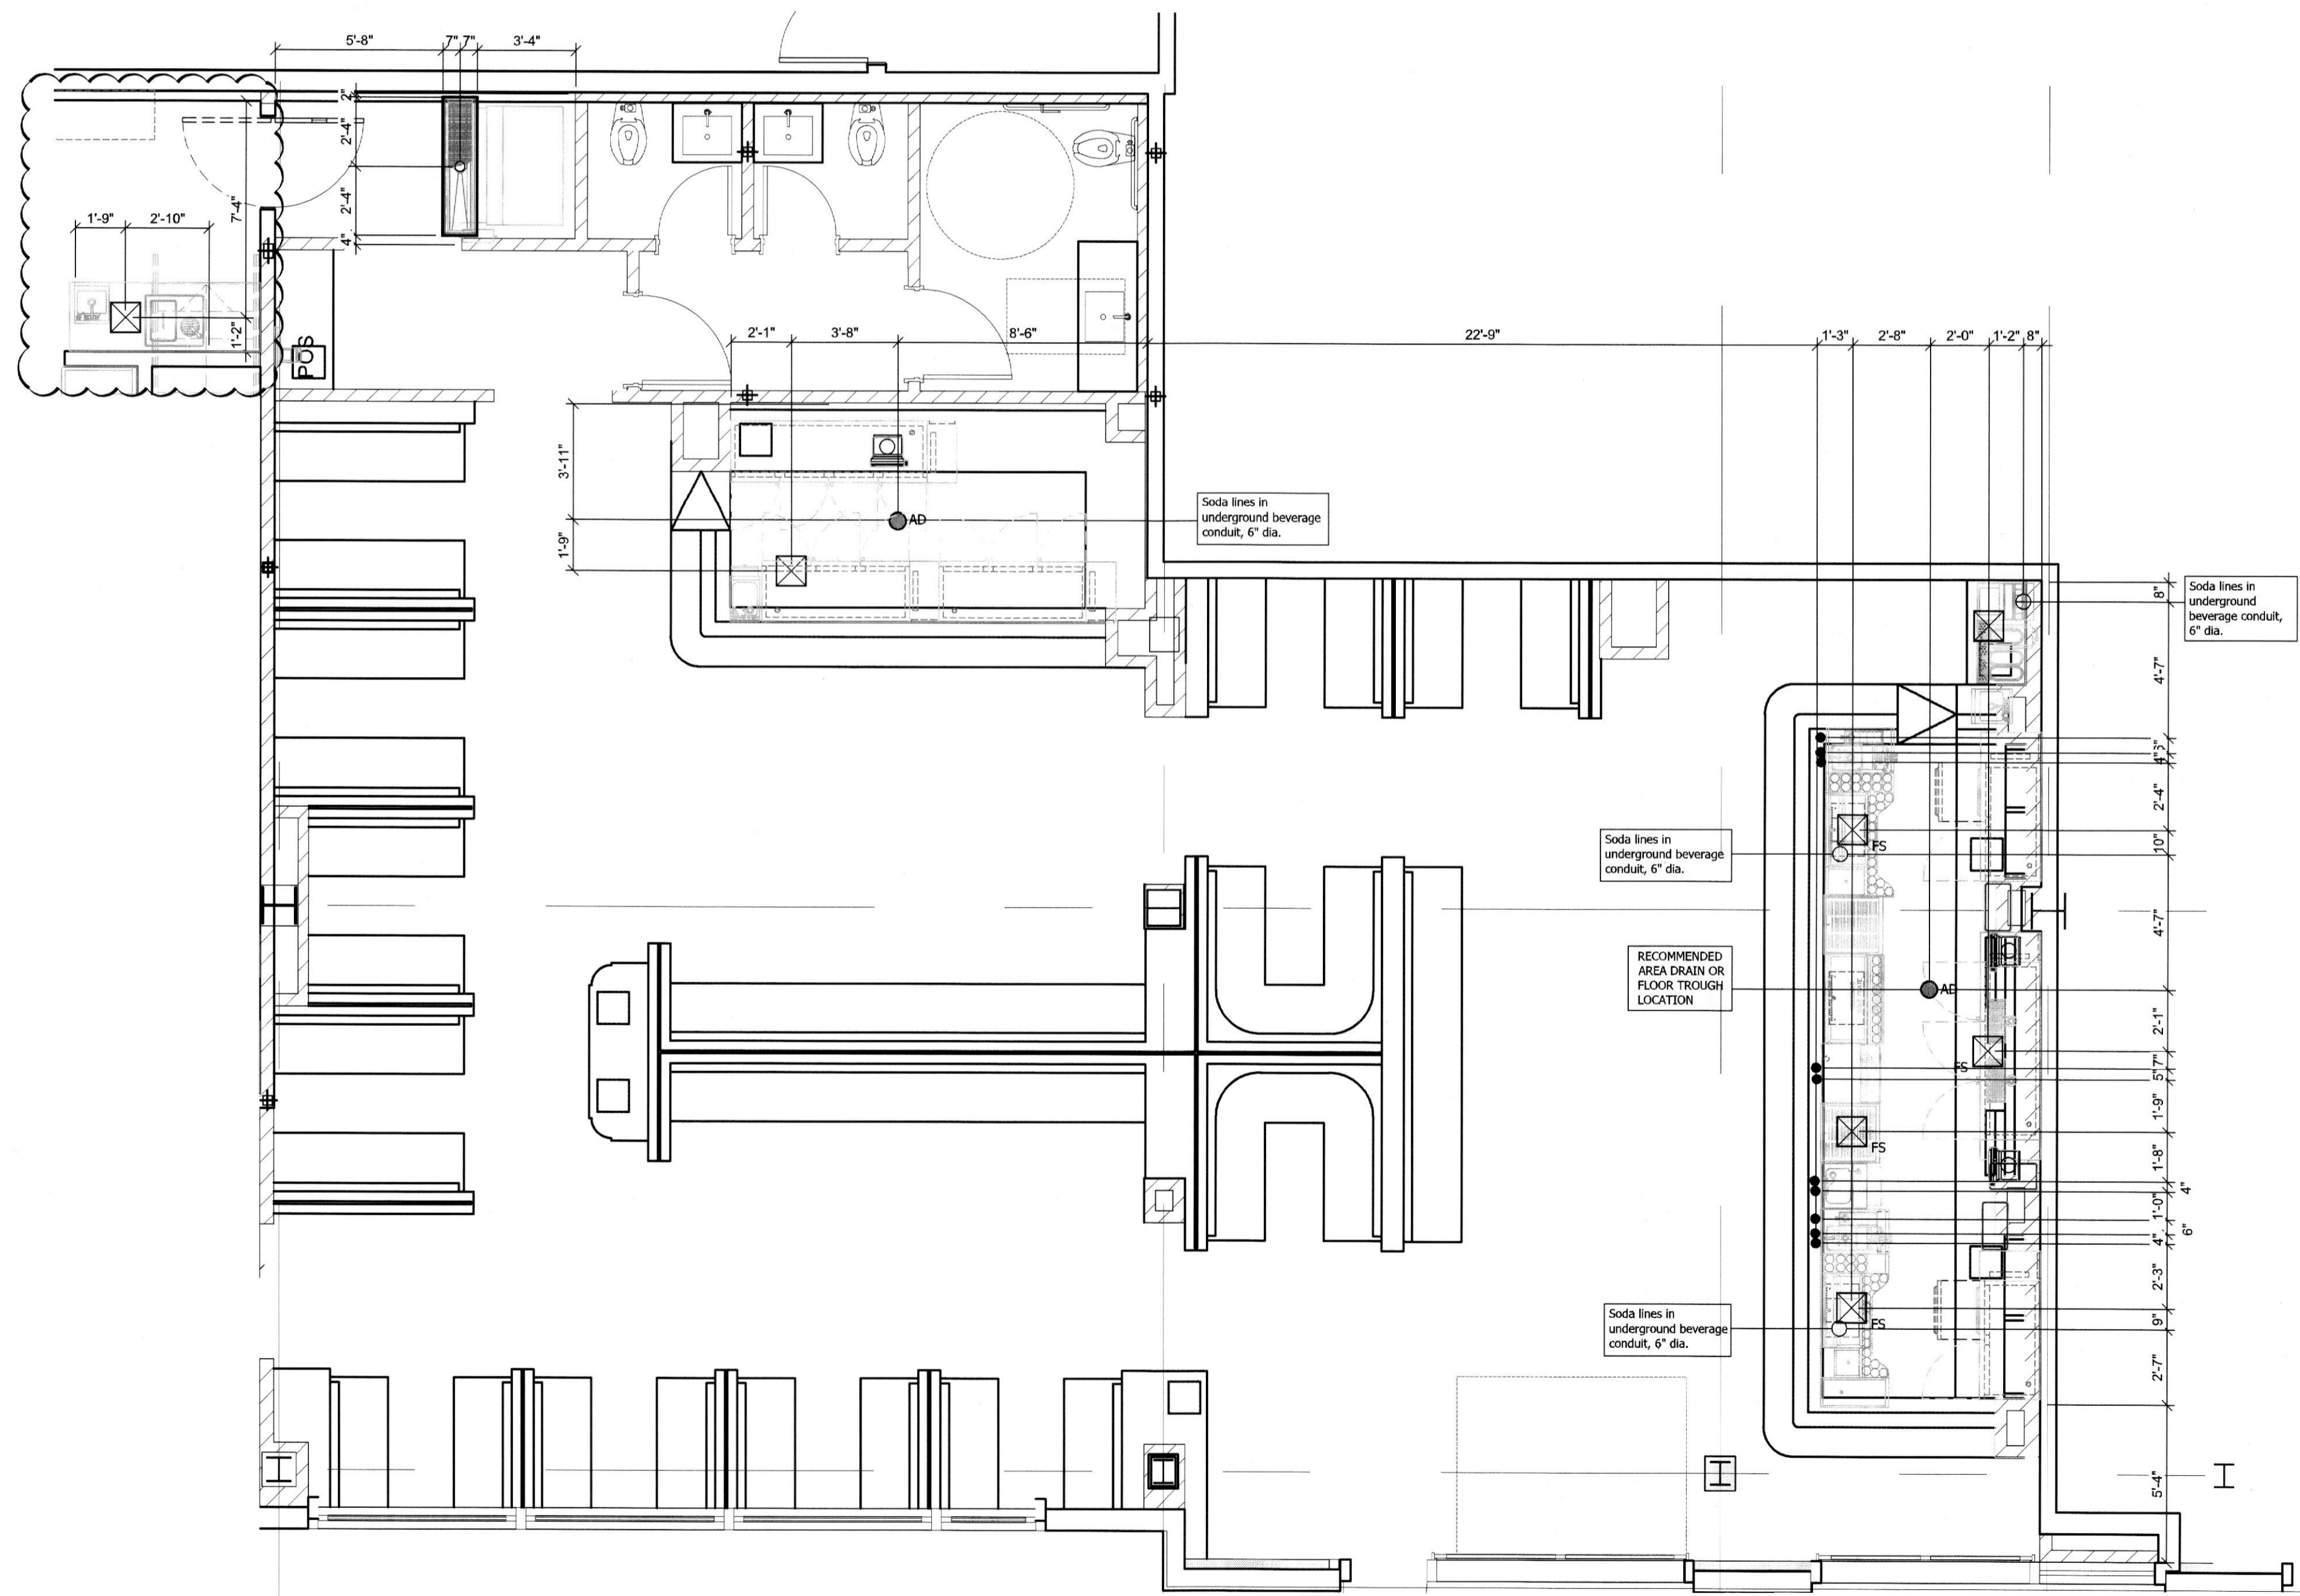 5'-8"
7"
7"
3'-4"
2"
2'-4"
2'-4"
4"
7'-4"
1'-2"
1'-9"
2'-10"
POS
2'-1"
3'-8"
8'-6"
22'-9"
1'-3"
2'-8"
2'-0"
1'-2"
8"
3'-11"
1'-9"
AD
Soda lines in
underground beverage
conduit, 6" dia.
Soda lines in
underground
beverage conduit,
6" dia.
8"
4'-7"
4"
2'-4"
10"
4'-7"
2'-1"
7"
5"
1'-9"
1'-8"
4"
1'-0"
6"
4"
2'-3"
9"
2'-7"
5'-4"
Soda lines in
underground beverage
conduit, 6" dia.
FS
RECOMMENDED
AREA DRAIN OR
FLOOR TROUGH
LOCATION
AD
FS
FS
Soda lines in
underground beverage
conduit, 6" dia.
FS